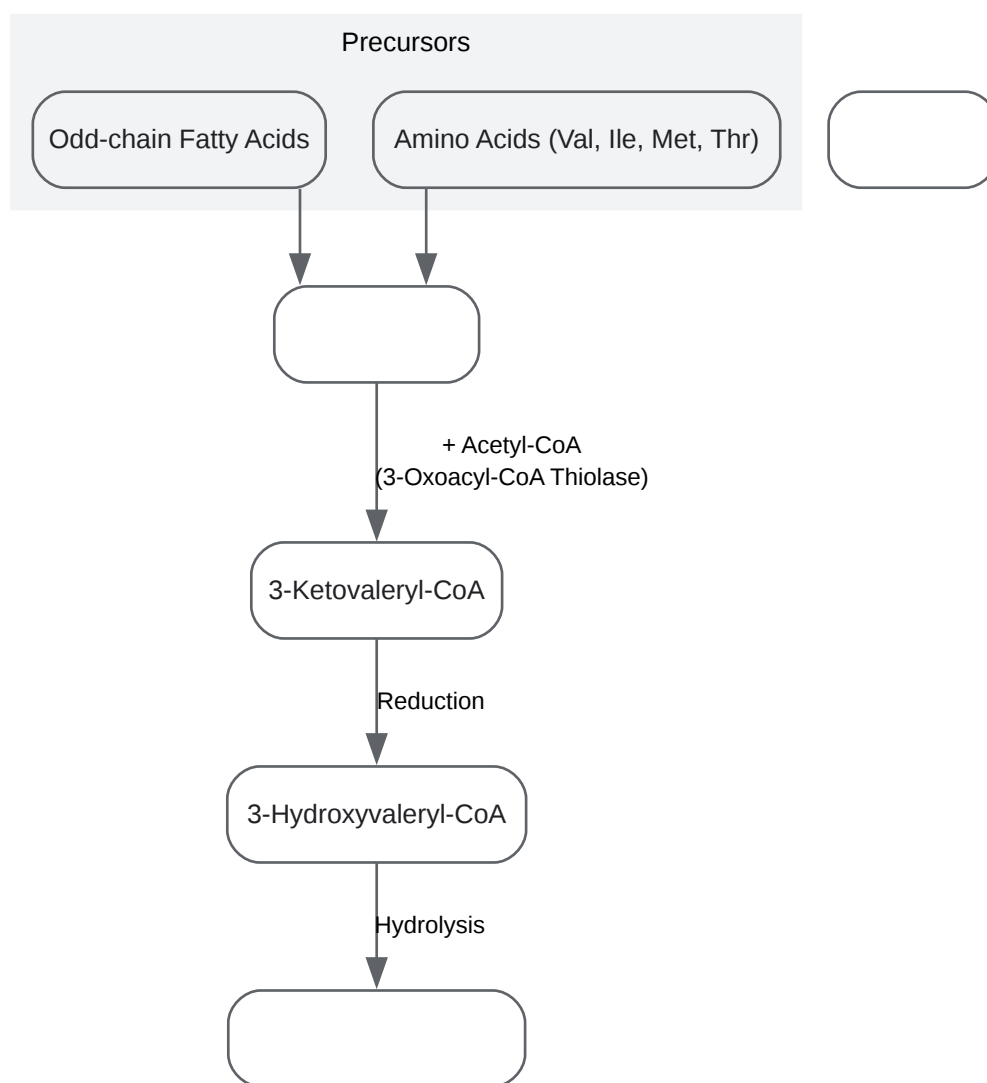 Precursors
Odd-chain Fatty Acids
Amino Acids (Val, Ile, Met, Thr)
+ Acetyl-CoA
(3-Oxoacyl-CoA Thiolase)
3-Ketovaleryl-CoA
Reduction
3-Hydroxyvaleryl-CoA
Hydrolysis